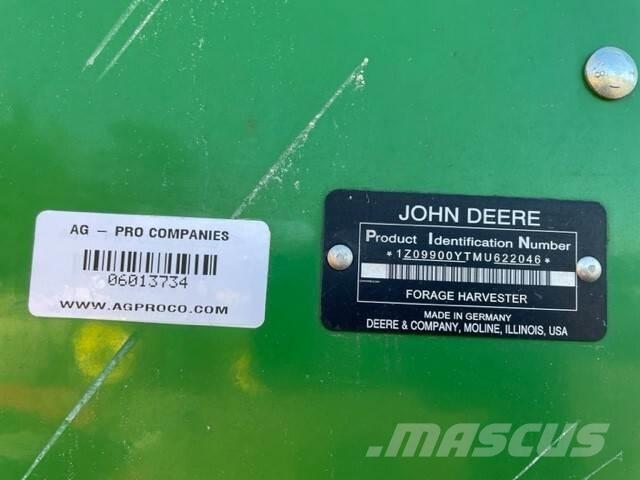 AG - PRO COMPANIES
06013734
WWW.AGPROCO.COM
JOHN DEERE
Product Identification Number
*1Z09900YTMU622046*
FORAGE HARVESTER
MADE IN GERMANY
DEERE & COMPANY, MOLINE, ILLINOIS, USA
MASCUS